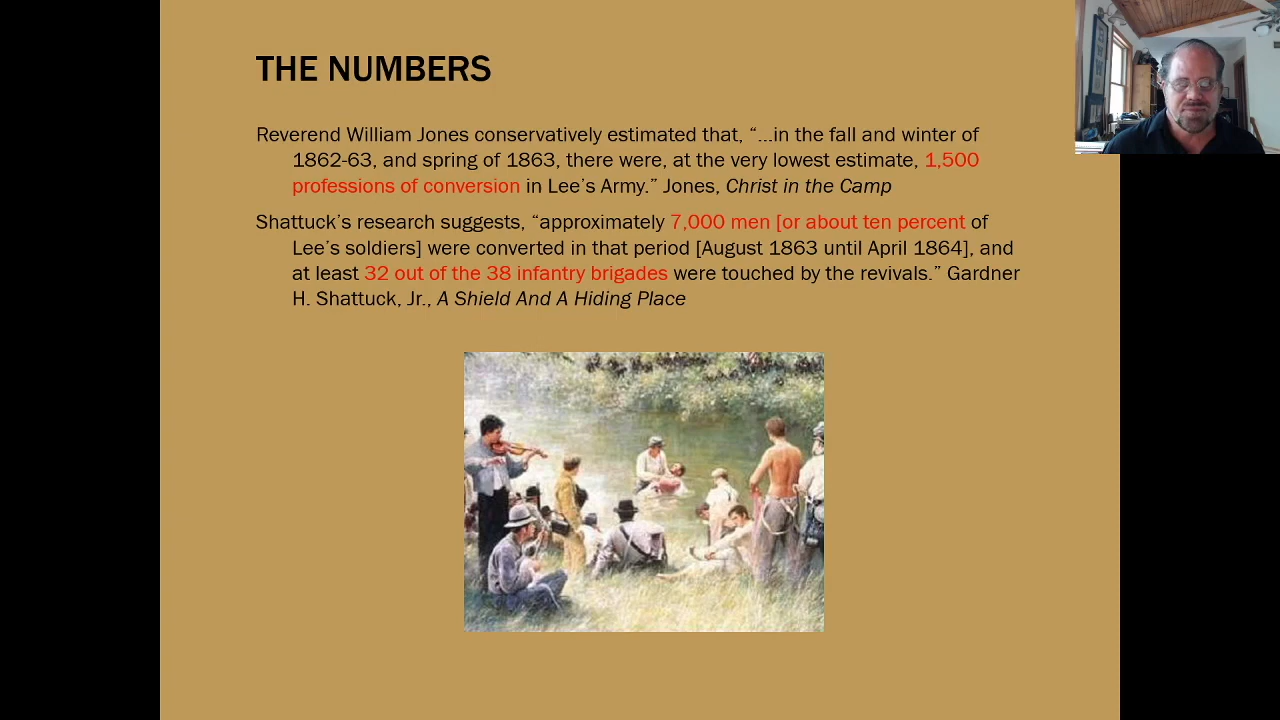 THE NUMBERS
Reverend William Jones conservatively estimated that, “...in the fall and winter of
1862-63, and spring of 1863, there were, at the very lowest estimate, 1,500
professions of conversion in Lee’s Army.” Jones, Christ in the Camp
Shattuck’s research suggests, “approximately 7,000 men [or about ten percent of
Lee’s soldiers] were converted in that period [August 1863 until April 1864], and
at least 32 out of the 38 infantry brigades were touched by the revivals.” Gardner
H. Shattuck, Jr., A Shield And A Hiding Place